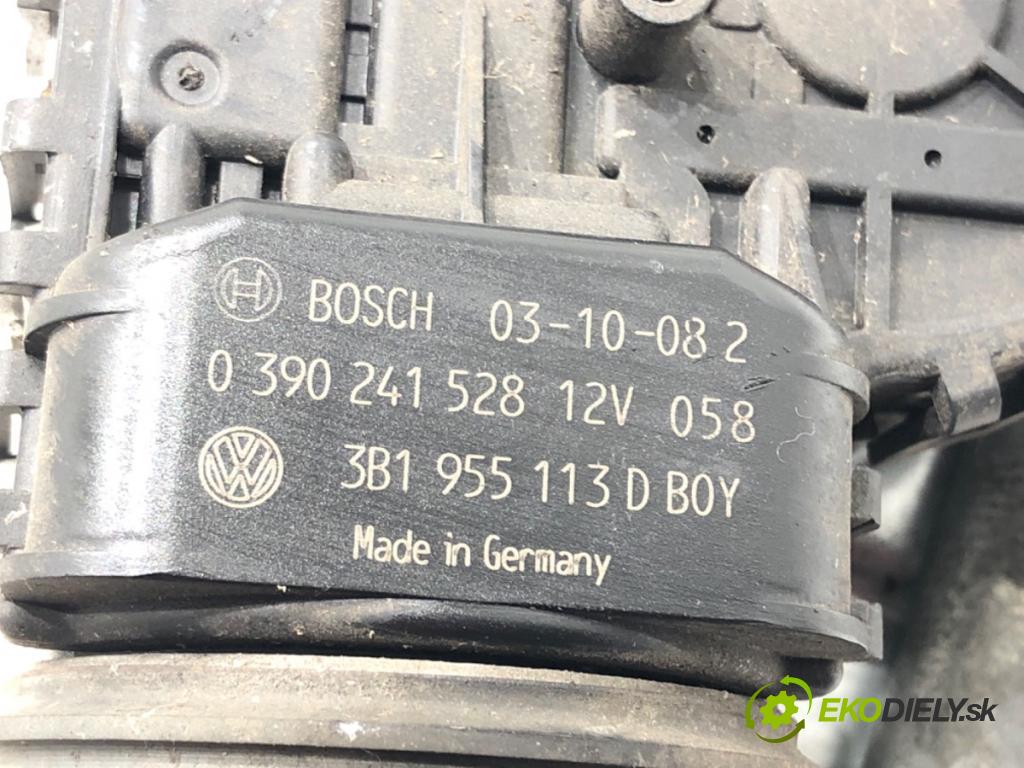 H BOSCH 03-10-08 2
0 390 241 528 12V 058
VW 3B1 955 113 D BOY
Made in Germany
EKODIELY.sk